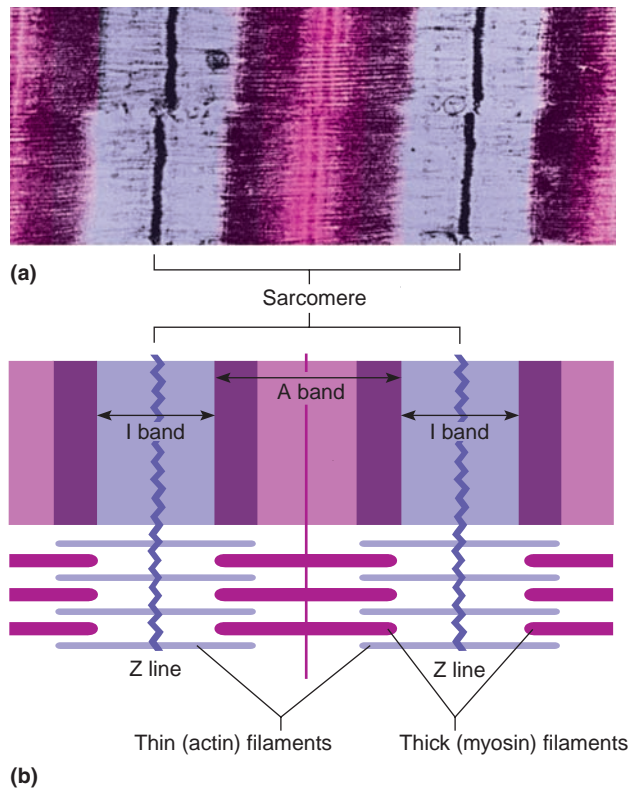 (a)
Sarcomere
A band
I band I band
Z line Z line
Thin (actin) filaments Thick (myosin) filaments
(b)